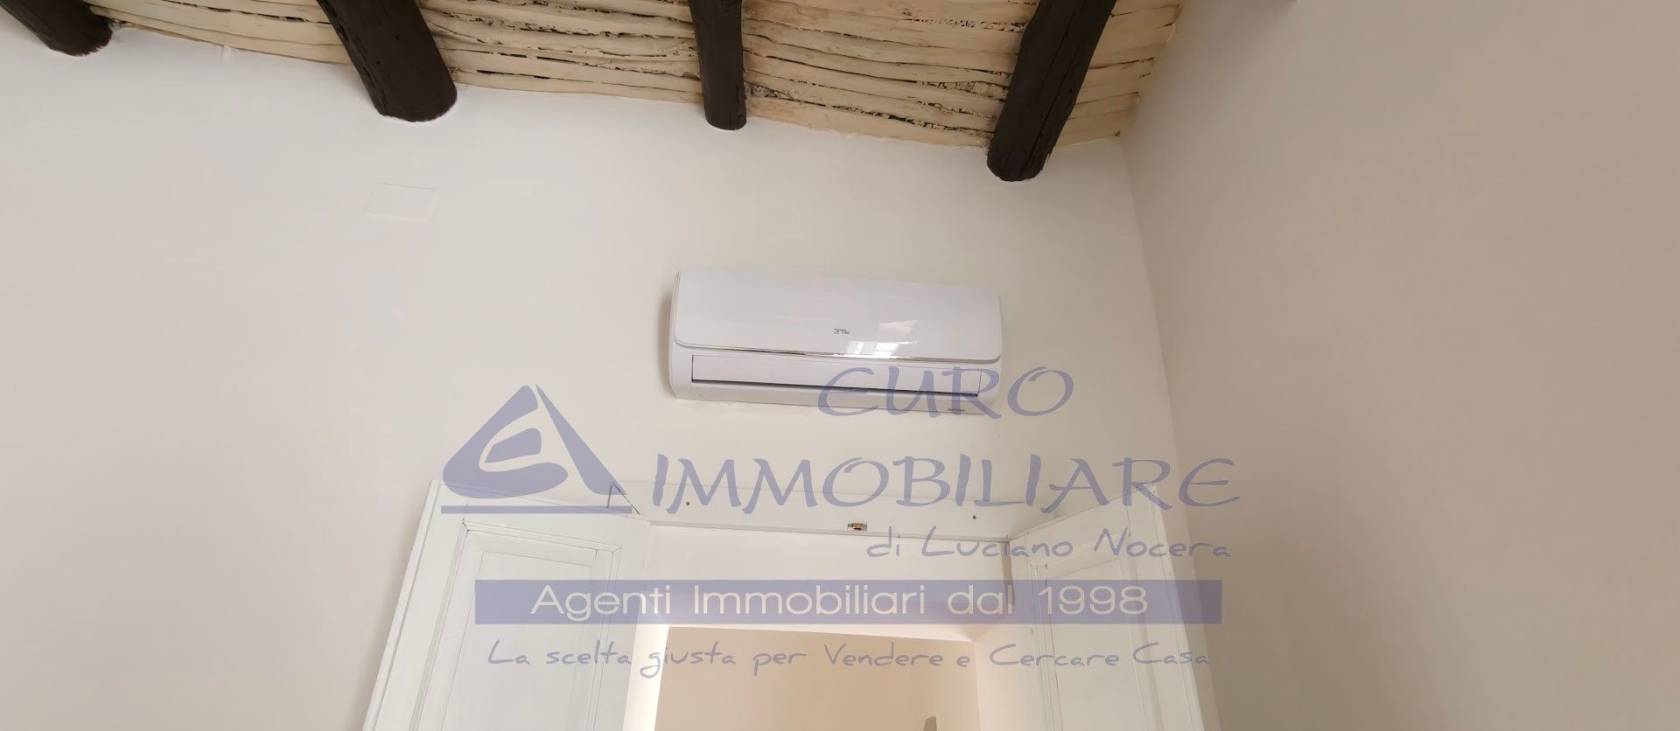 EURO
IMMOBILIARE
di Luciano Nocera
Agenti Immobiliari dal 1998
La scelta giusta per Vendere e Cercare Casa